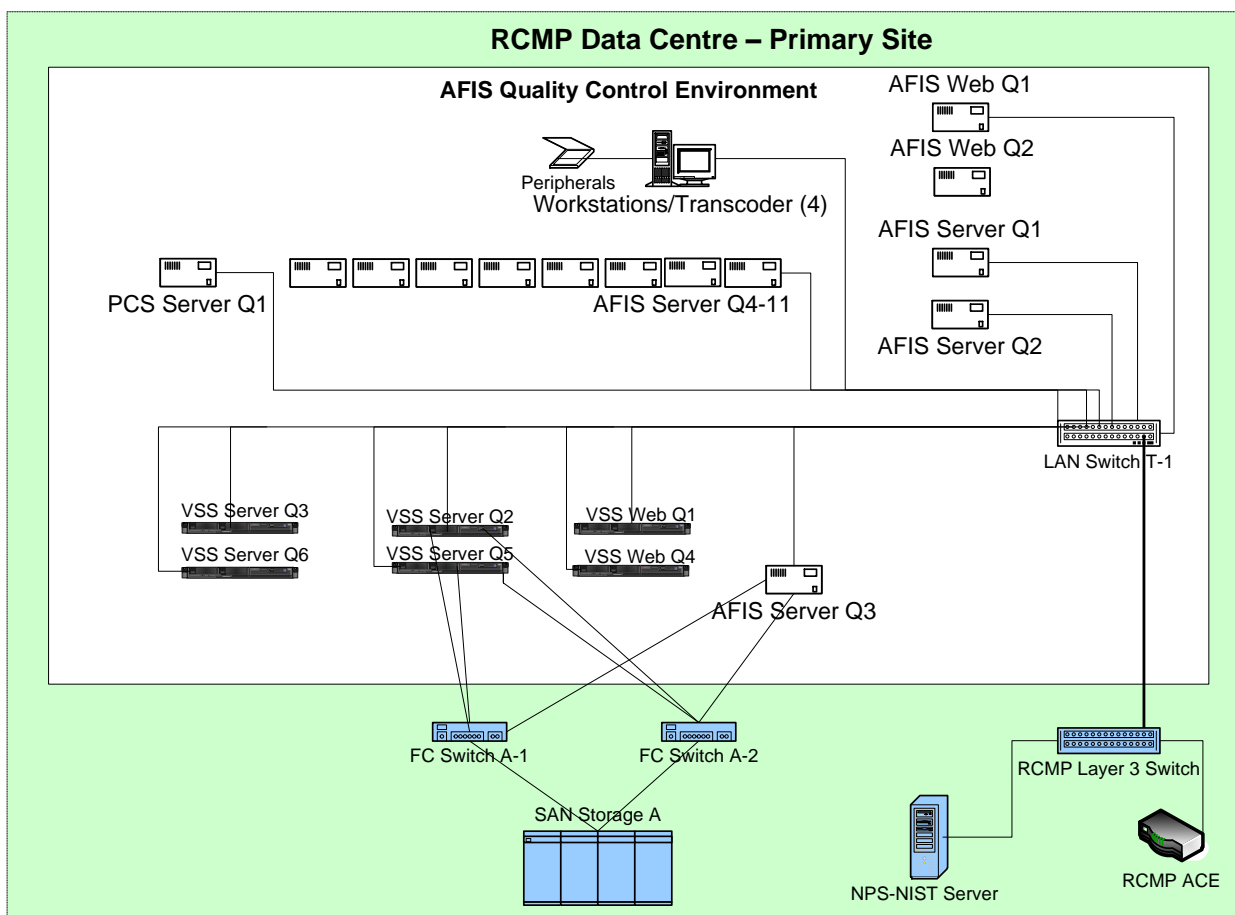 RCMP Data Centre – Primary Site
AFIS Quality Control Environment
AFIS Web Q1
AFIS Web Q2
Peripherals
Workstations/Transcoder (4)
AFIS Server Q1
PCS Server Q1
AFIS Server Q4-11
AFIS Server Q2
LAN Switch T-1
VSS Server Q3
VSS Server Q2
VSS Web Q1
VSS Server Q6
VSS Server Q5
VSS Web Q4
AFIS Server Q3
FC Switch A-1
FC Switch A-2
RCMP Layer 3 Switch
SAN Storage A
NPS-NIST Server
RCMP ACE